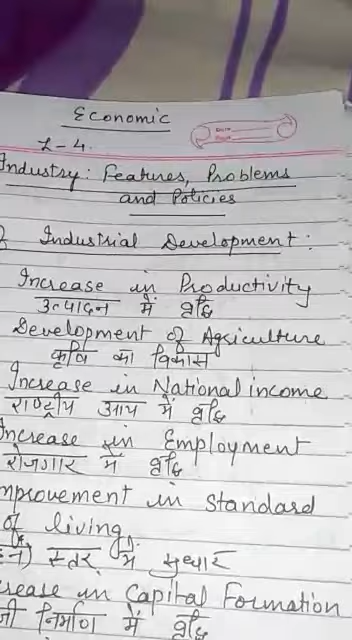 Economic
L-4.
Industry: Features, Problems
and Policies
Industrial Development:
Increase in Productivity
उत्पादन में वृद्धि
Development of Agriculture
कृषि का विकास
Increase in National income
राष्ट्रीय आय में वृद्धि
Increase in Employment
रोजगार में वृद्धि
mprovement in Standard
of living.
स्तर में सुधार
crease in Capital Formation
निर्माण में वृद्धि